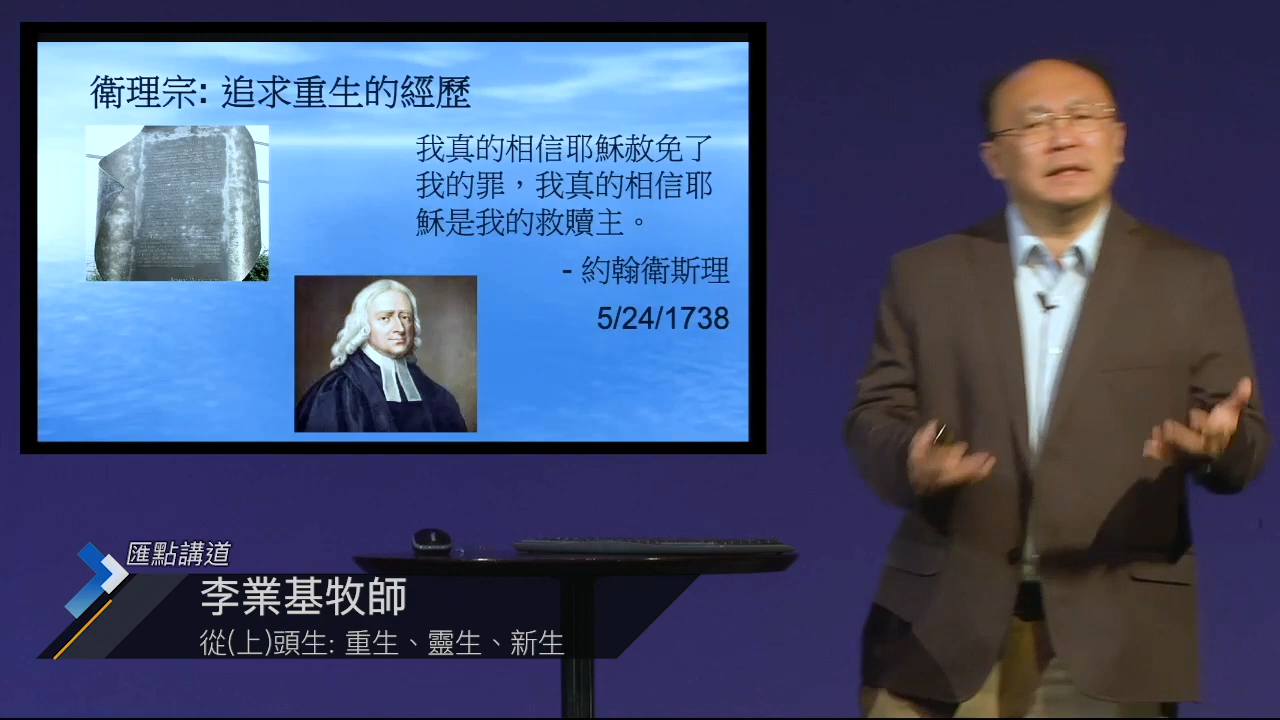 衛理宗: 追求重生的經歷
我真的相信耶穌赦免了
我的罪，我真的相信耶
穌是我的救贖主。
- 約翰衛斯理
5/24/1738
匯點講道
李業基牧師
從(上)頭生: 重生、靈生、新生